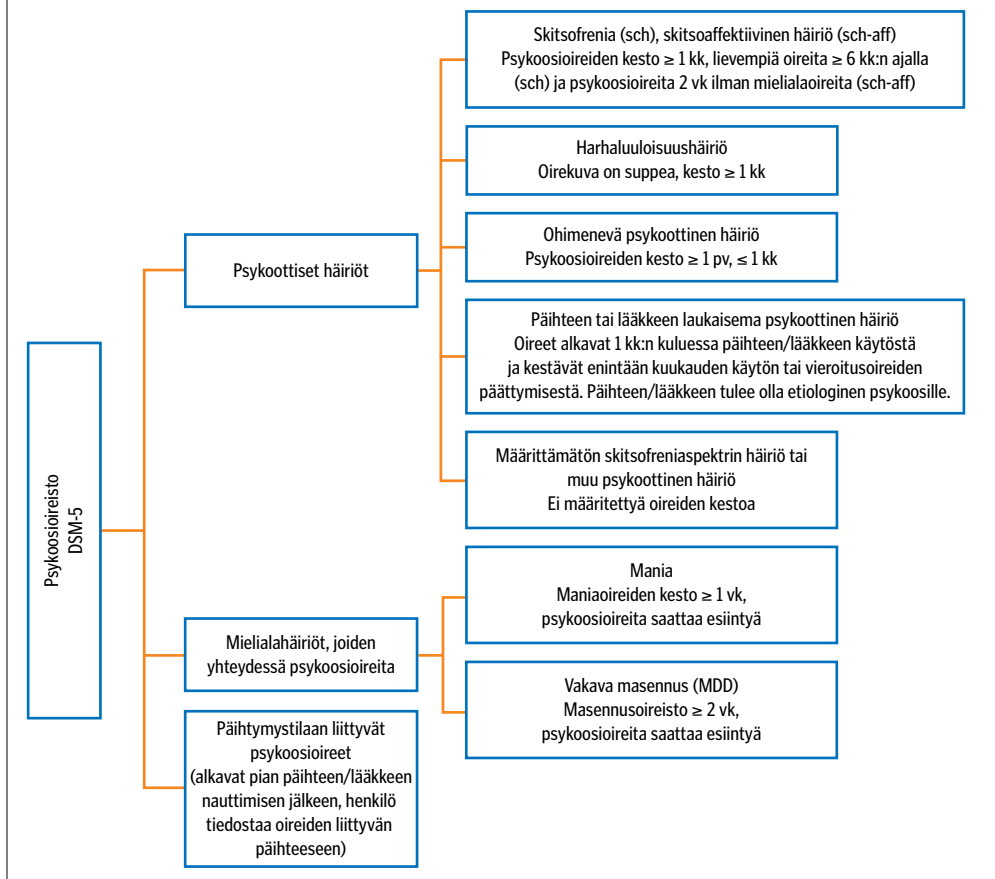 Psykoosioireisto
DSM-5
Psykoottiset häiriöt
Skitsofrenia (sch), skitsoaffektiivinen häiriö (sch-aff)
Psykoosioireiden kesto ≥ 1 kk, lievempiä oireita ≥ 6 kk:n ajalla
(sch) ja psykoosioireita 2 vk ilman mielialaoireita (sch-aff)
Harhaluuloisuushäiriö
Oirekuva on suppea, kesto ≥ 1 kk
Ohimenevä psykoottinen häiriö
Psykoosioireiden kesto ≥ 1 pv, ≤ 1 kk
Päihteen tai lääkkeen laukaisema psykoottinen häiriö
Oireet alkavat 1 kk:n kuluessa päihteen/lääkkeen käytöstä
ja kestävät enintään kuukauden käytön tai vieroitusoireiden
päättymisestä. Päihteen/lääkkeen tulee olla etiologinen psykoosille.
Määrittämätön skitsofreniaspektrin häiriö tai
muu psykoottinen häiriö
Ei määritettyä oireiden kestoa
Mielialahäiriöt, joiden
yhteydessä psykoosioireita
Mania
Maniaoireiden kesto ≥ 1 vk,
psykoosioireita saattaa esiintyä
Vakava masennus (MDD)
Masennusoireisto ≥ 2 vk,
psykoosioireita saattaa esiintyä
Päihtymystilaan liittyvät
psykoosioireet
(alkavat pian päihteen/lääkkeen
nauttimisen jälkeen, henkilö
tiedostaa oireiden liittyvän
päihteeseen)